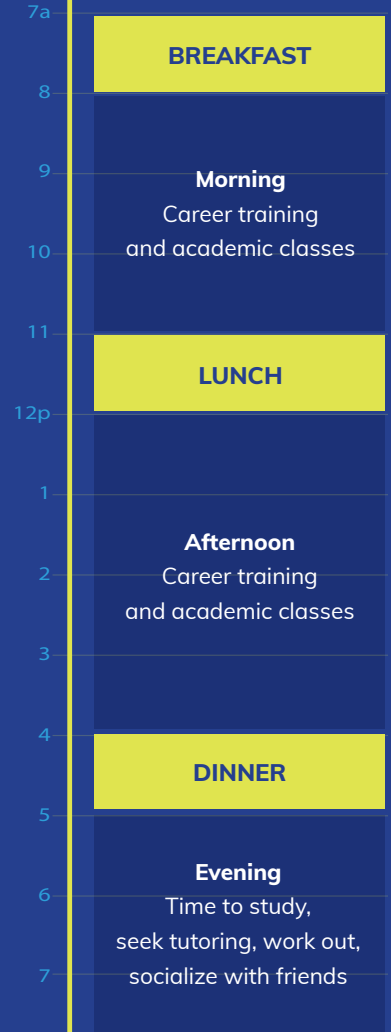 7a
BREAKFAST
8
9
Morning
Career training
10
and academic classes
11
LUNCH
12p
1
Afternoon
2
Career training
and academic classes
3
4
DINNER
5
Evening
6
Time to study,
seek tutoring, work out,
7
socialize with friends